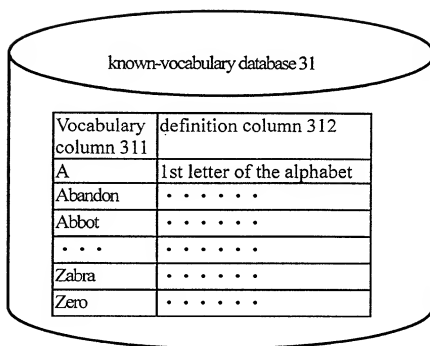 known-vocabulary database 31
Vocabulary column 311 definition column 312
A 1st letter of the alphabet
Abandon · · · · · ·
Abbot · · · · · ·
· · · · · · · · ·
Zabra · · · · · ·
Zero · · · · · ·